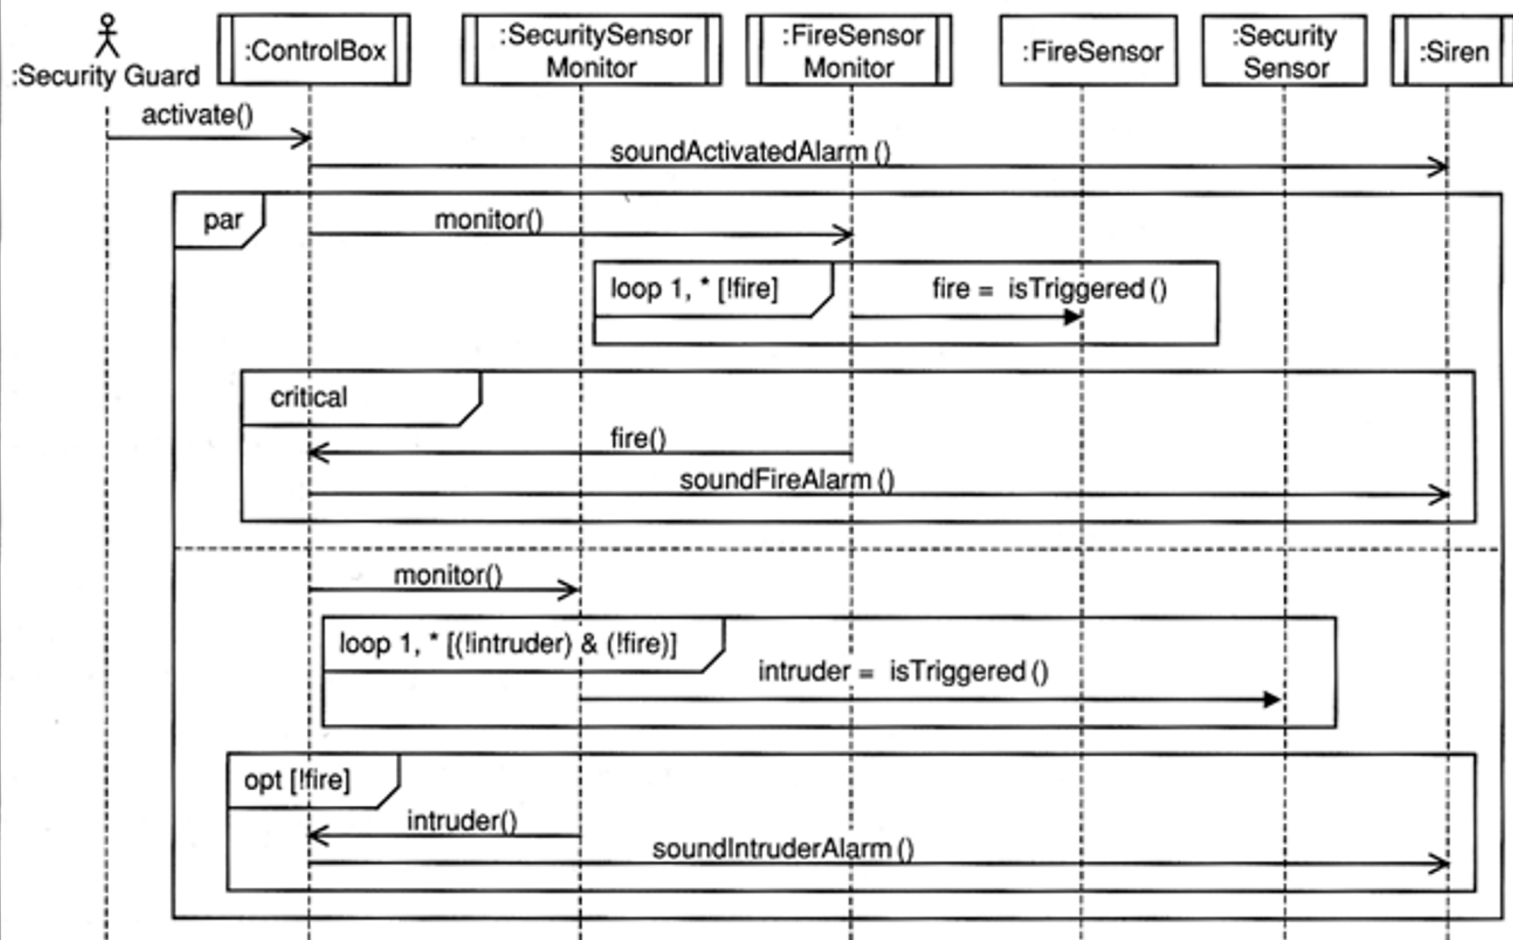 :Security Guard
:ControlBox
:SecuritySensor
Monitor
:FireSensor
Monitor
:FireSensor
:Security
Sensor
:Siren
activate()
soundActivatedAlarm ()
par
monitor()
loop 1, * [!fire]
fire = isTriggered ()
critical
fire()
soundFireAlarm ()
monitor()
loop 1, * [(!intruder) & (!fire)]
intruder = isTriggered ()
opt [!fire]
intruder()
soundIntruderAlarm ()